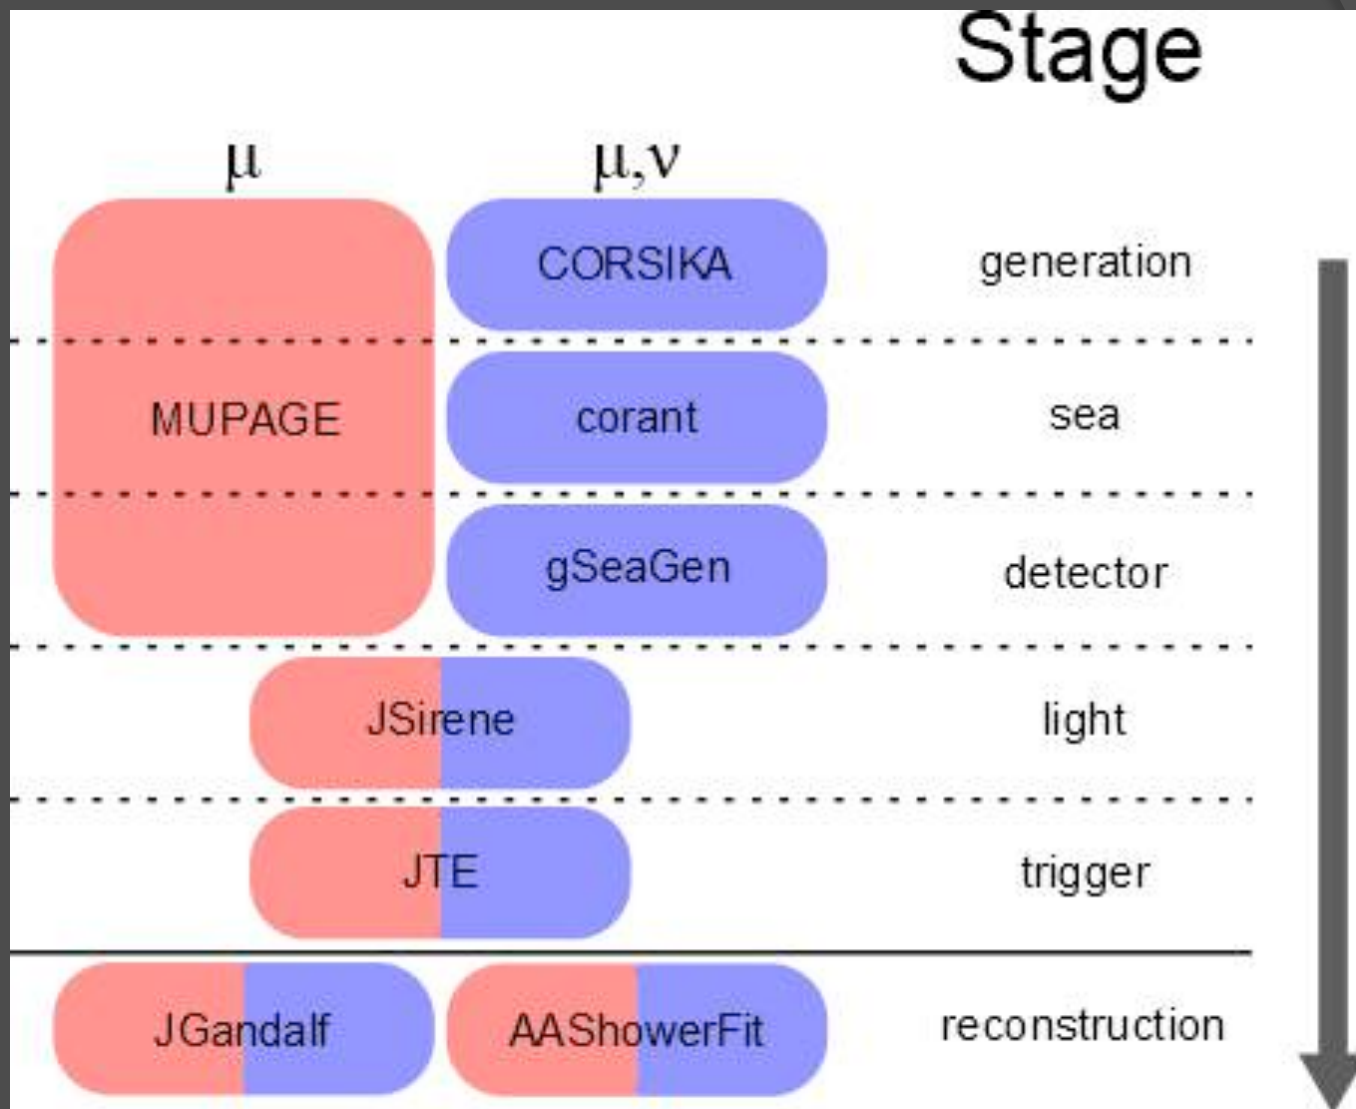 Stage
μ μ,ν
CORSIKA generation
MUPAGE corant sea
gSeaGen detector
JSirene light
JTE trigger
JGandalf AAShowerFit reconstruction